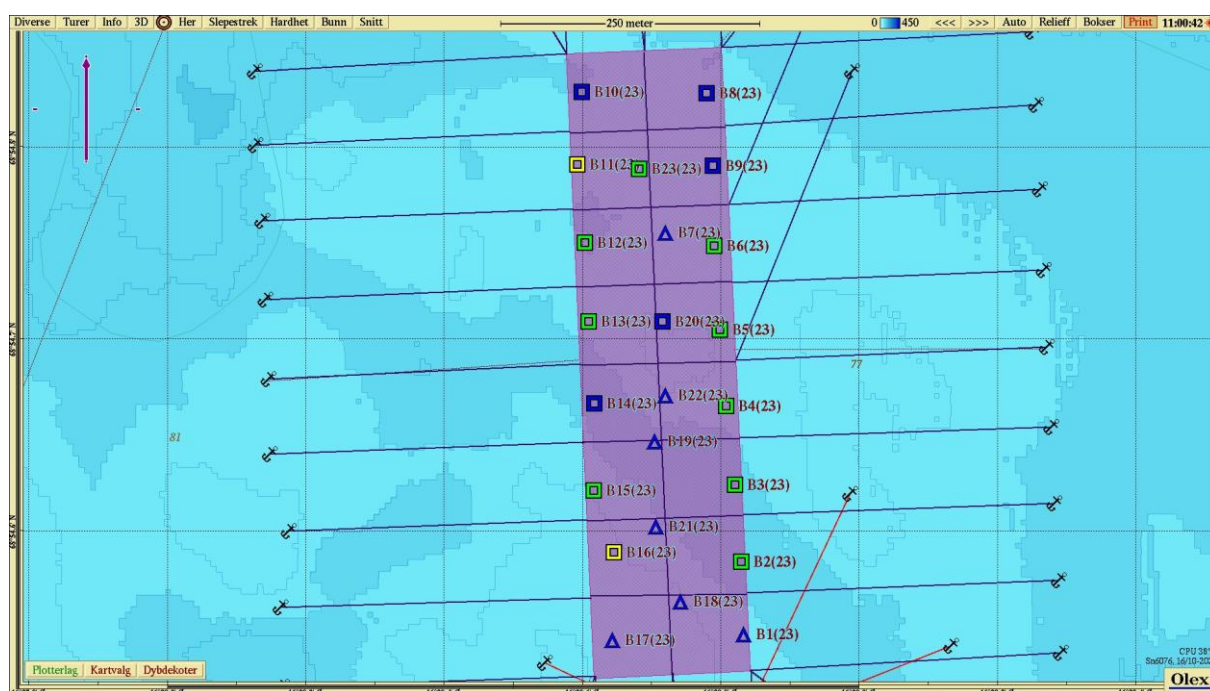 Diverse Turer Info 3D Her Slepestrek Hardhet Bunn Snitt 250 meter 0 450 <<< >>> Auto Relieff Bokser Print 11:00:42
B10(23) B8(23)
B11(23) B23(23) B9(23)
B7(23)
B12(23) B6(23)
B13(23) B20(23) B5(23)
77
B22(23)
B14(23) B4(23)
81 B19(23)
B3(23)
B15(23)
B21(23)
B16(23)
B2(23)
B18(23)
B17(23) B1(23)
CPU 38°
Plotterlag Kartvalg Dybdekoter
Olex